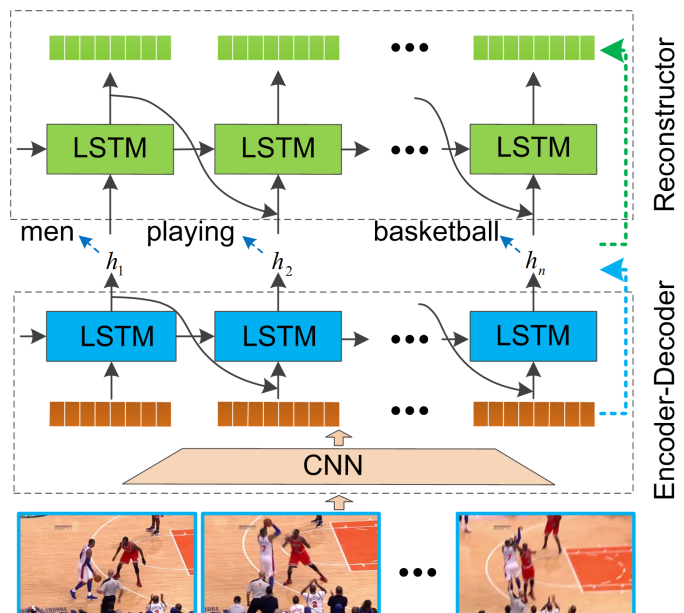 Reconstructor
LSTM LSTM LSTM
men playing basketball
h1 h2 hn
Encoder-Decoder
LSTM LSTM LSTM
CNN